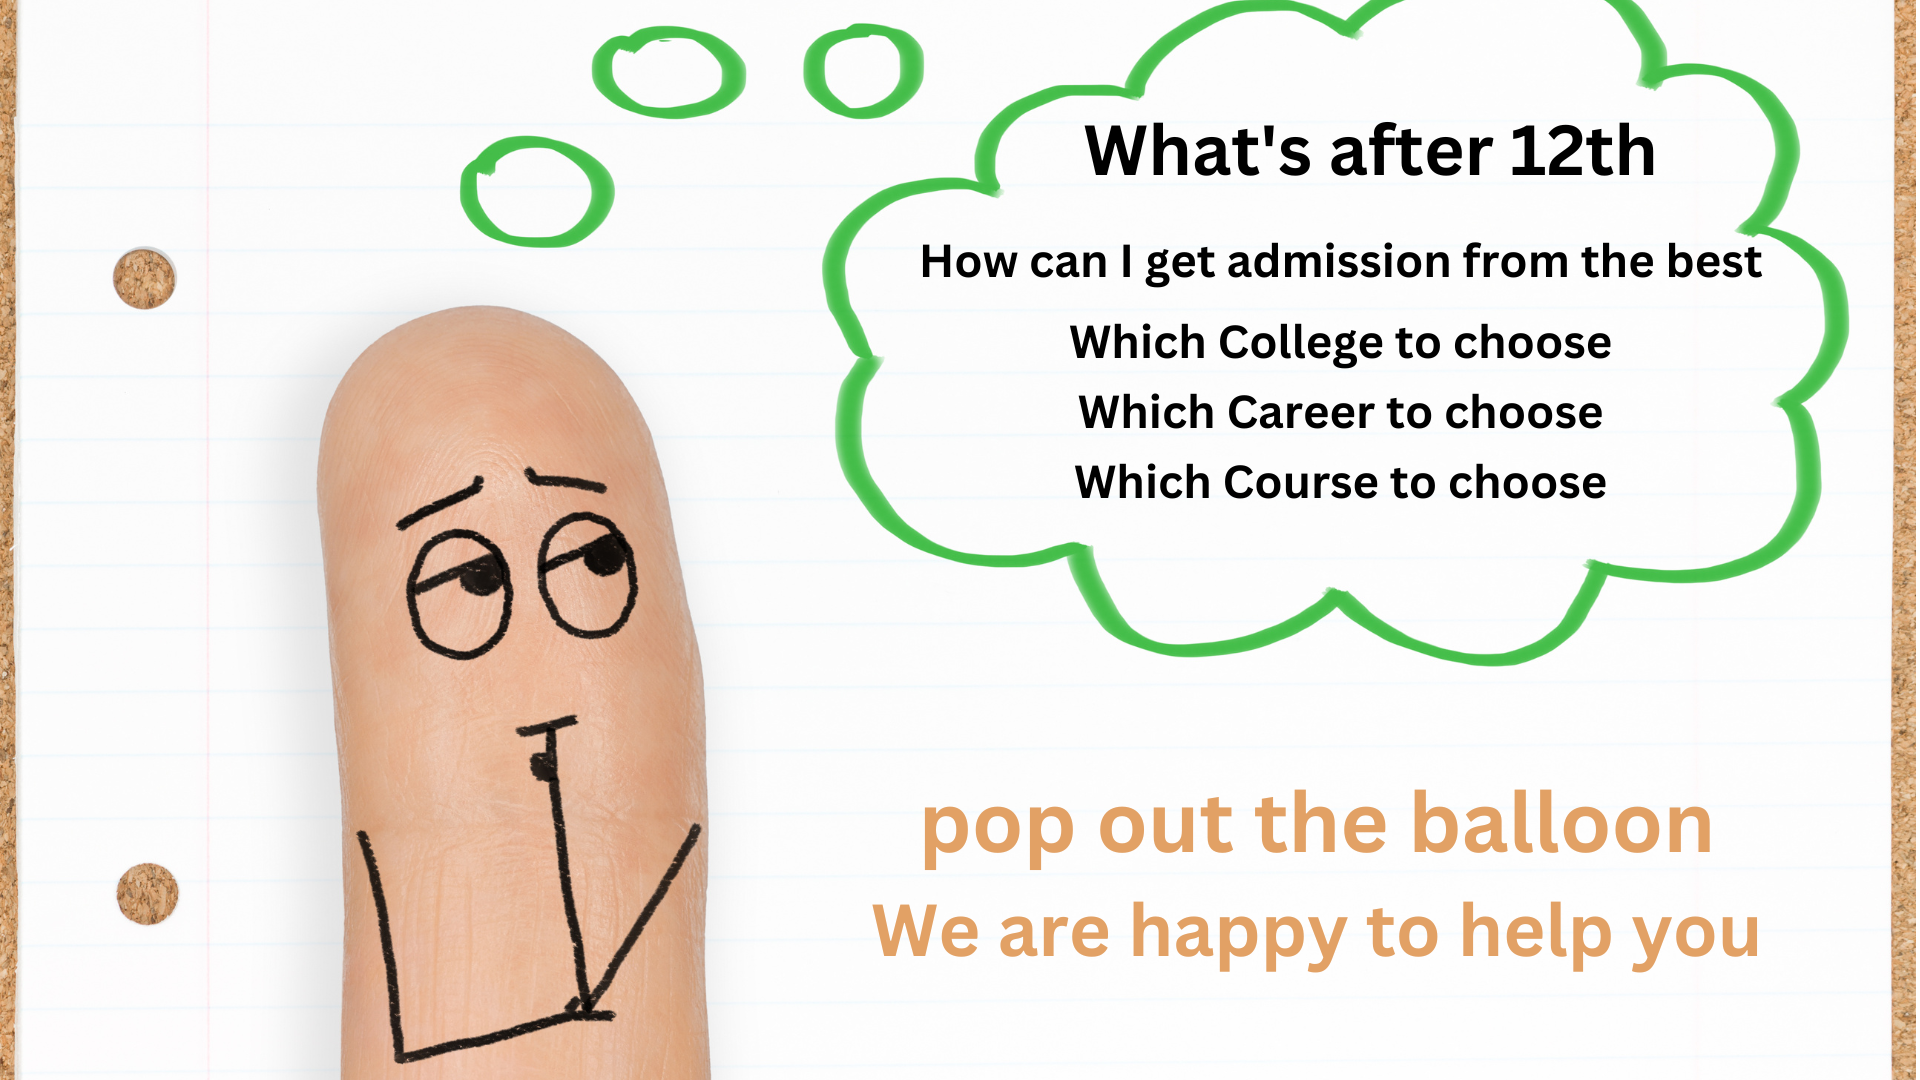 What's after 12th
How can I get admission from the best
Which College to choose
Which Career to choose
Which Course to choose
pop out the balloon
We are happy to help you